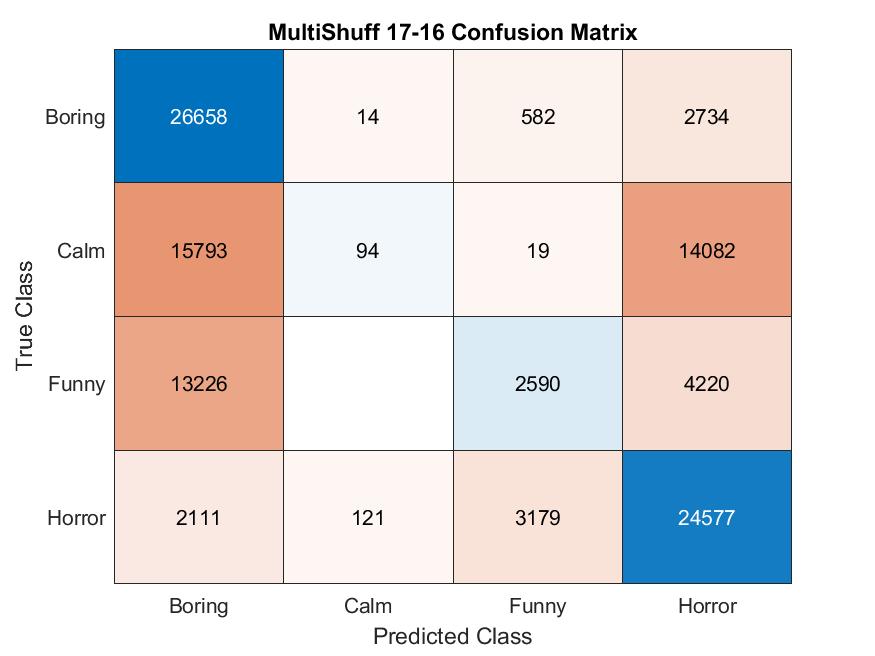 MultiShuff 17-16 Confusion Matrix
Boring 26658 14 582 2734
Calm 15793 94 19 14082
Funny 13226 2590 4220
Horror 2111 121 3179 24577
True Class
Boring Calm Funny Horror
Predicted Class